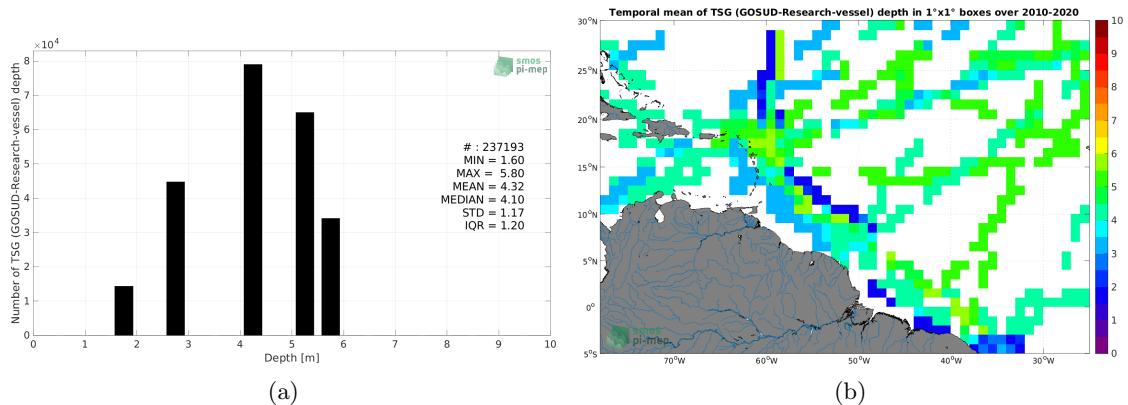 ×10⁴
8
7
6
5
4
3
2
1
0
Number of TSG (GOSUD-Research-vessel) depth
smos
pi-mep
# : 237193
MIN = 1.60
MAX = 5.80
MEAN = 4.32
MEDIAN = 4.10
STD = 1.17
IQR = 1.20
0 1 2 3 4 5 6 7 8 9 10
Depth [m]
(a)
Temporal mean of TSG (GOSUD-Research-vessel) depth in 1°x1° boxes over 2010-2020
30°N
25°N
20°N
15°N
10°N
5°N
0°
5°S
smos
pi-mep
70°W 60°W 50°W 40°W 30°W
10
9
8
7
6
5
4
3
2
1
0
(b)